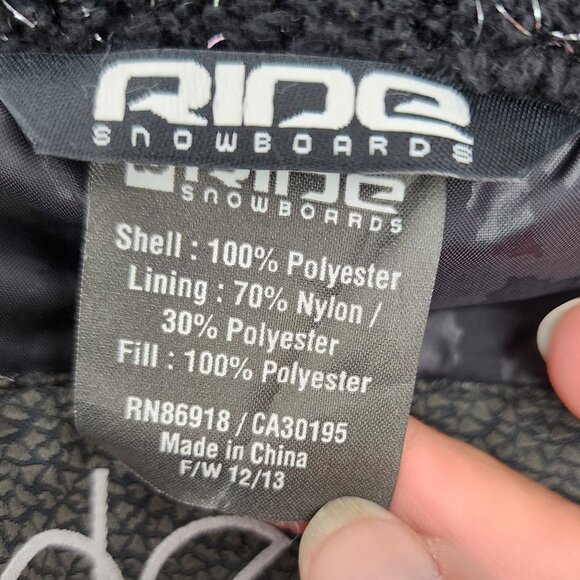 RIDE
SNOWBOARDS
RIDE
SNOWBOARDS
Shell : 100% Polyester
Lining : 70% Nylon /
30% Polyester
Fill : 100% Polyester
RN86918 / CA30195
Made in China
F/W 12/13